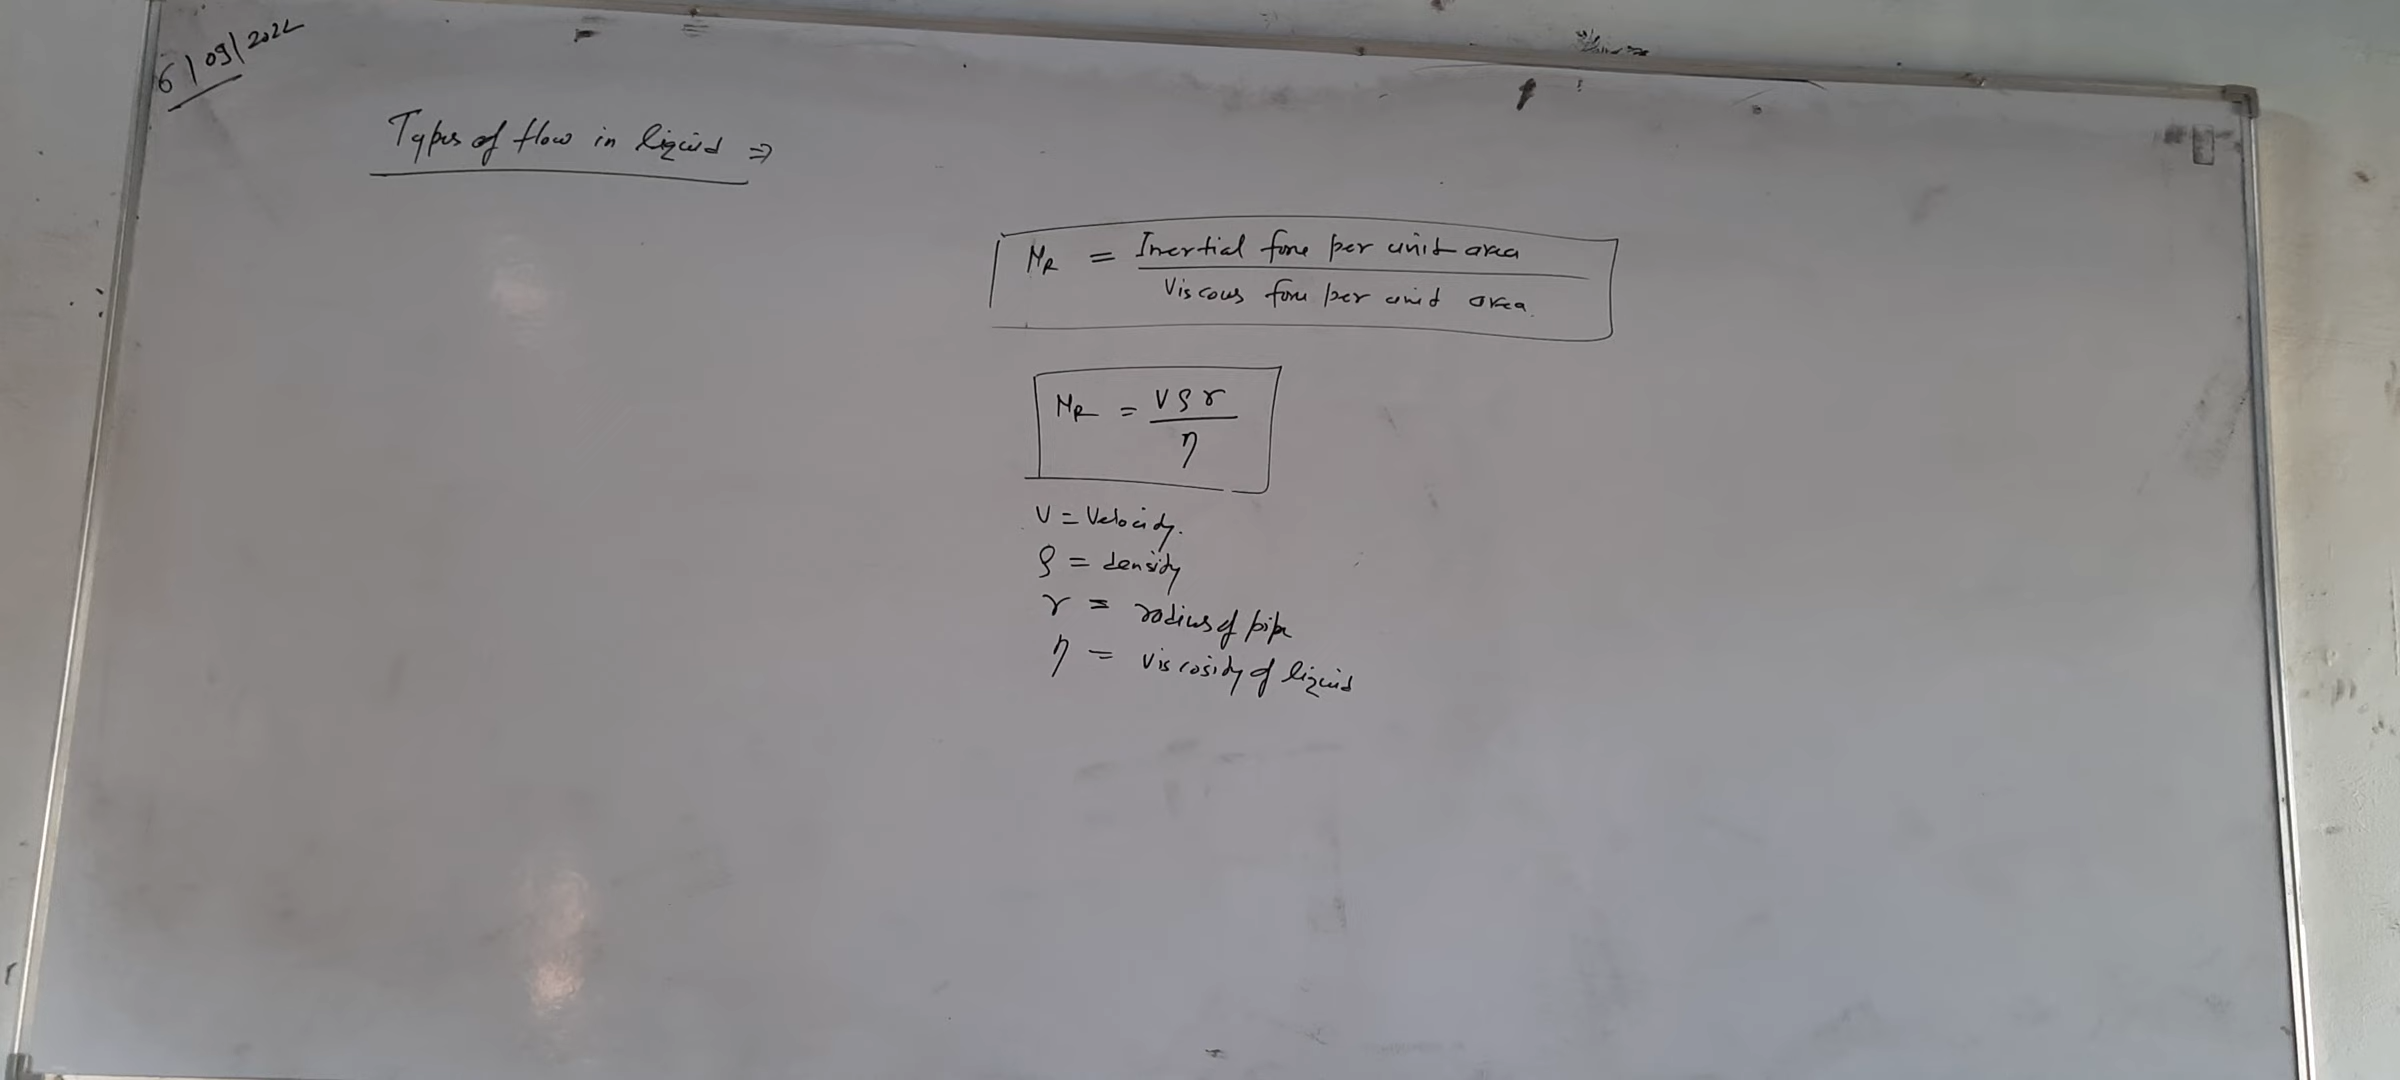 6/09/2022
Types of flow in liquid ⇒
NR = Inertial force per unit area
Viscous force per unit area.
NR = vρr
η
V = Velocity.
ρ = density
r = radius of pipe
η = Viscosity of liquid